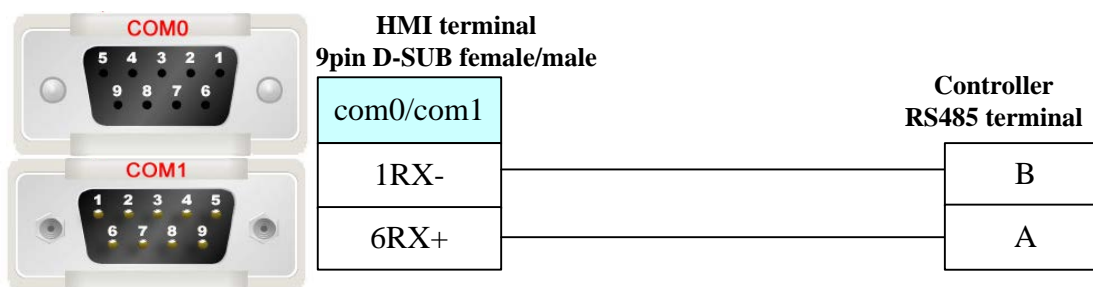 COM0
5 4 3 2 1
9 8 7 6
COM1
1 2 3 4 5
6 7 8 9
HMI terminal
9pin D-SUB female/male
com0/com1
1RX-
6RX+
Controller
RS485 terminal
B
A